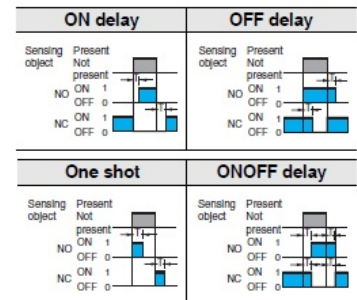 ON delay
OFF delay
Sensing object
Present
Not present
T
NO ON 1
OFF 0
T
NC ON 1
OFF 0
Sensing object
Present
Not present
T
NO ON 1
OFF 0
T
NC ON 1
OFF 0
One shot
ONOFF delay
Sensing object
Present
Not present
T
NO ON 1
OFF 0
T
NC ON 1
OFF 0
Sensing object
Present
Not present
T T
NO ON 1
OFF 0
T T
NC ON 1
OFF 0